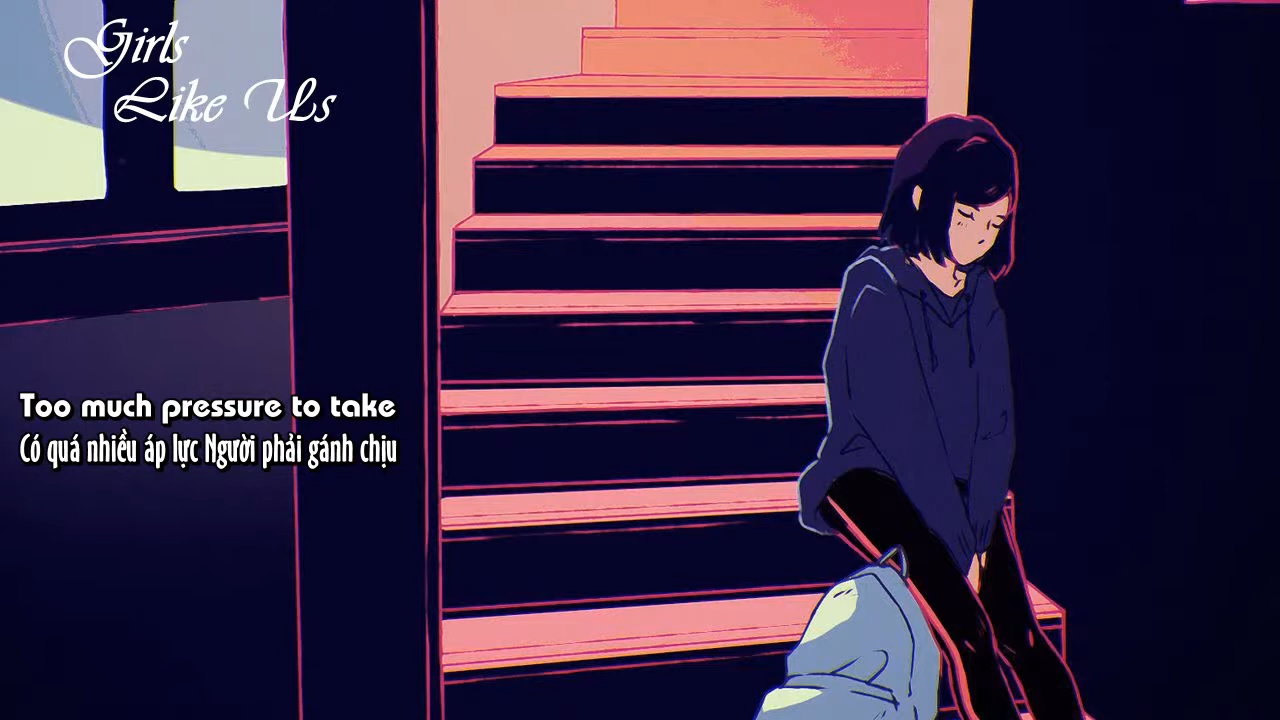 Girls
Like Us
Too much pressure to take
Có quá nhiều áp lực Người phải gánh chịu